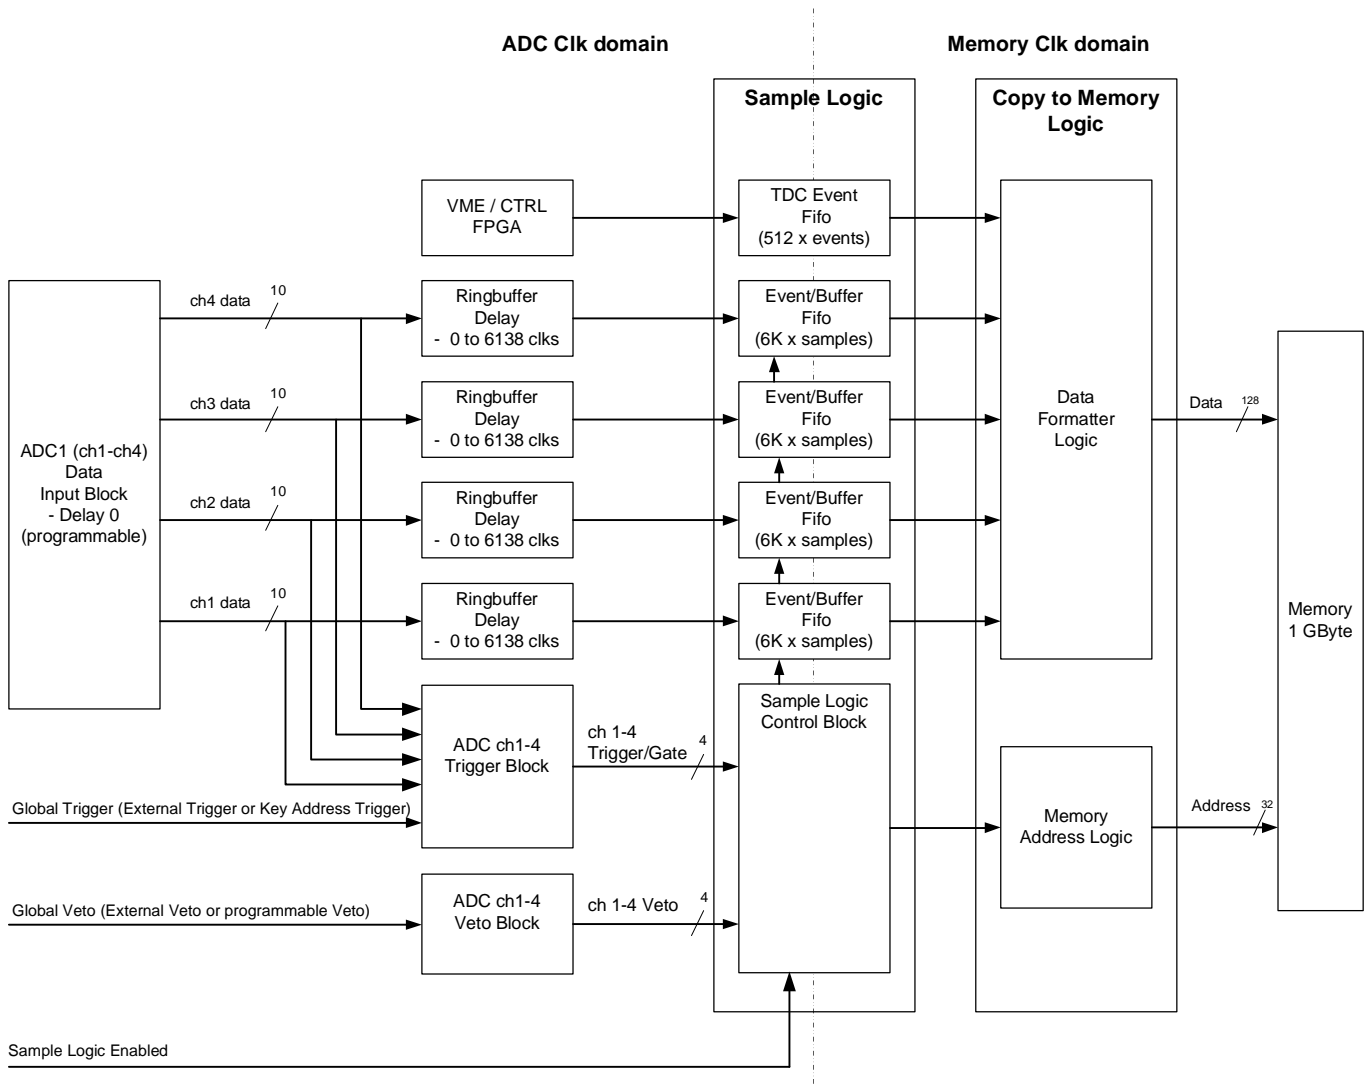 ADC Clk domain
Memory Clk domain
Sample Logic
Copy to Memory
Logic
VME / CTRL
FPGA
TDC Event
Fifo
(512 x events)
ch4 data
10
Ringbuffer
Delay
- 0 to 6138 clks
Event/Buffer
Fifo
(6K x samples)
ch3 data
10
Ringbuffer
Delay
- 0 to 6138 clks
Event/Buffer
Fifo
(6K x samples)
Data
Formatter
Logic
Data
128
ADC1 (ch1-ch4)
Data
Input Block
- Delay 0
(programmable)
ch2 data
10
Ringbuffer
Delay
- 0 to 6138 clks
Event/Buffer
Fifo
(6K x samples)
ch1 data
10
Ringbuffer
Delay
- 0 to 6138 clks
Event/Buffer
Fifo
(6K x samples)
Memory
1 GByte
ADC ch1-4
Trigger Block
ch 1-4
Trigger/Gate
4
Sample Logic
Control Block
Global Trigger (External Trigger or Key Address Trigger)
Memory
Address Logic
Address
32
Global Veto (External Veto or programmable Veto)
ADC ch1-4
Veto Block
ch 1-4 Veto
4
Sample Logic Enabled